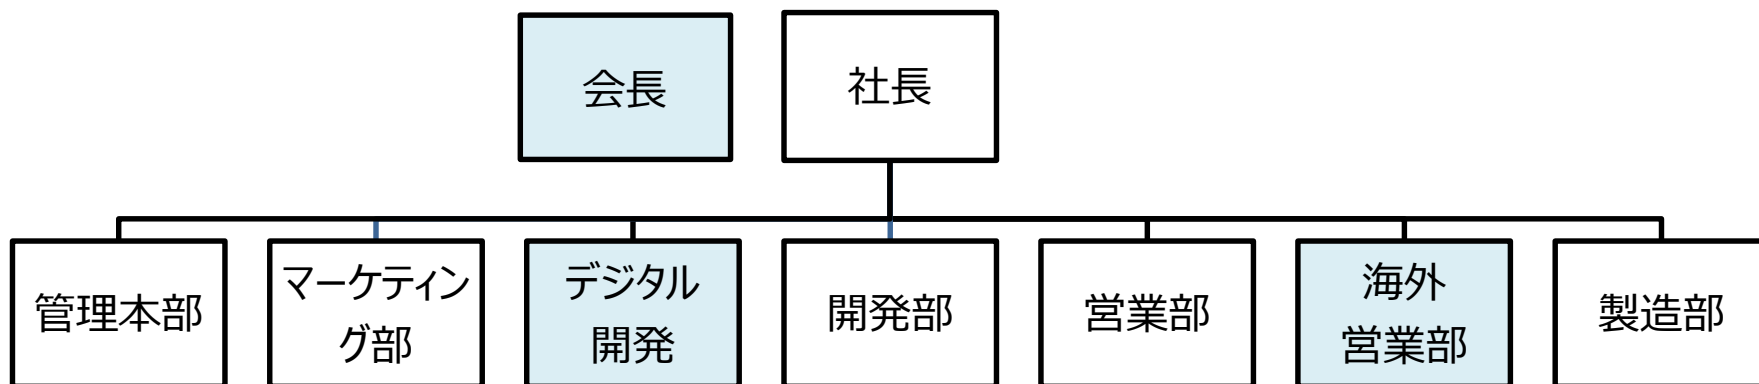 会長
社長
管理本部
マーケティン
グ部
デジタル
開発
開発部
営業部
海外
営業部
製造部